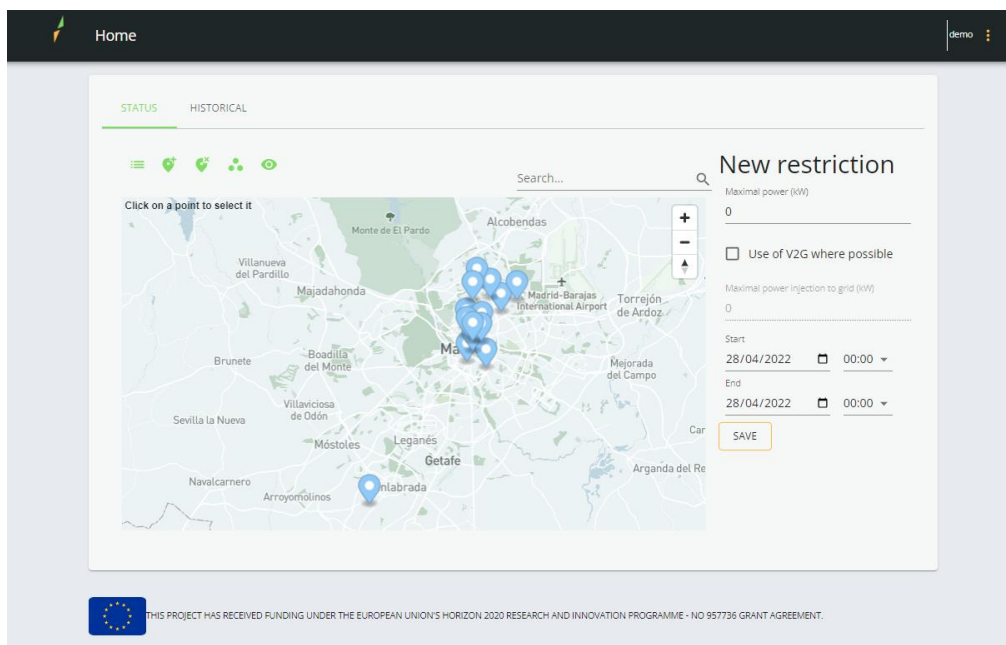 Home
demo
STATUS
HISTORICAL
Search...
New restriction
Click on a point to select it
Maximal power (kW)
0
Use of V2G where possible
Maximal power injection to grid (kW)
0
Start
28/04/2022 00:00
End
28/04/2022 00:00
SAVE
+
−
Monte de El Pardo
Alcobendas
Villanueva
del Pardillo
Majadahonda
Madrid-Barajas
International Airport
Torrejón
de Ardoz
Brunete
Boadilla
del Monte
Ma
Mejorada
del Campo
Villaviciosa
de Odón
Sevilla la Nueva
Móstoles
Leganés
Getafe
Car
Arganda del Re
Navalcarnero
Arroyomolinos
nlabrada
THIS PROJECT HAS RECEIVED FUNDING UNDER THE EUROPEAN UNION'S HORIZON 2020 RESEARCH AND INNOVATION PROGRAMME - NO 957736 GRANT AGREEMENT.